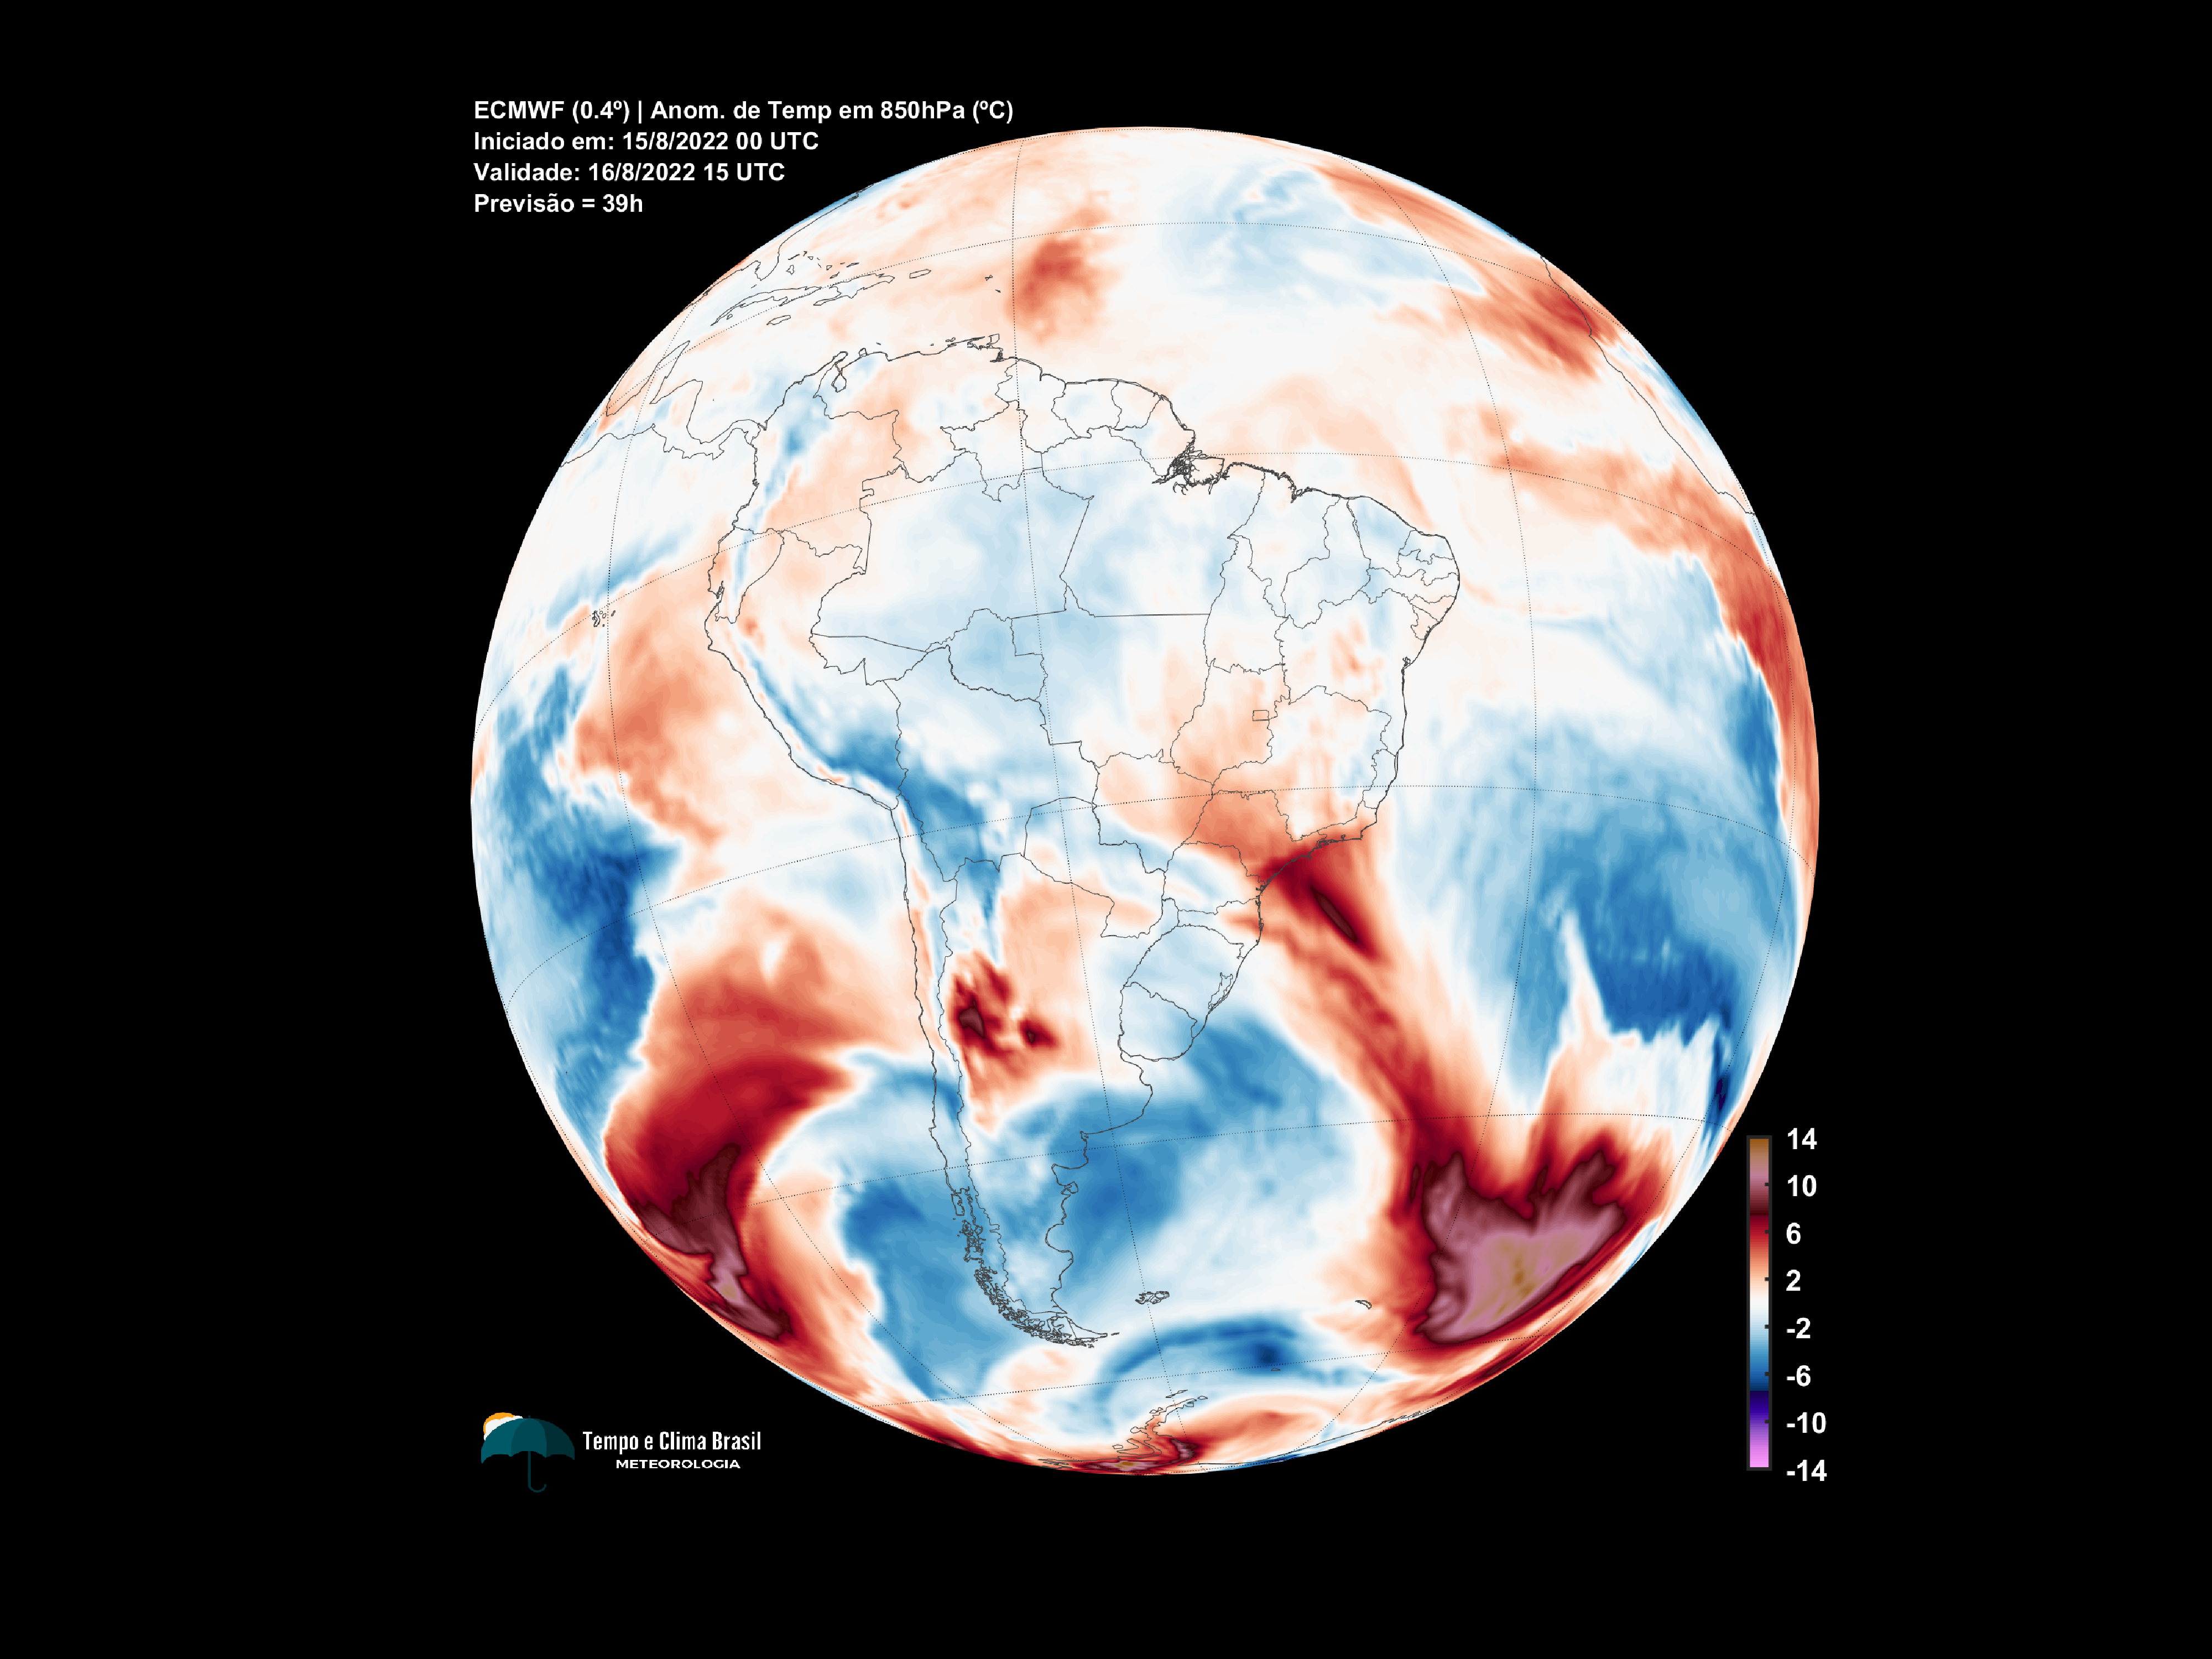 ECMWF (0.4º) | Anom. de Temp em 850hPa (ºC)
Iniciado em: 15/8/2022 00 UTC
Validade: 16/8/2022 15 UTC
Previsão = 39h
14
10
6
2
-2
-6
-10
-14
Tempo e Clima Brasil
METEOROLOGIA